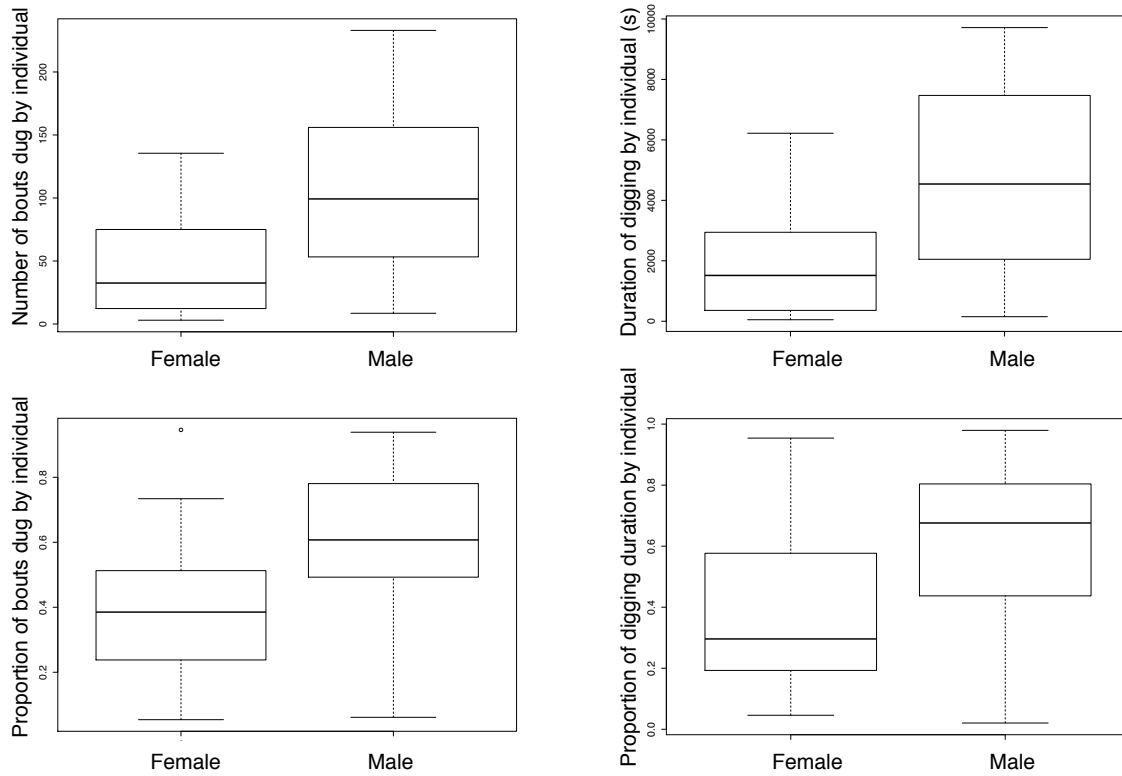 Number of bouts dug by individual
200
150
100
50
0
Female Male
Duration of digging by individual (s)
10000
8000
6000
4000
2000
0
Female Male
Proportion of bouts dug by individual
0.8
0.6
0.4
0.2
Female Male
Proportion of digging duration by individual
1.0
0.8
0.6
0.4
0.2
0.0
Female Male